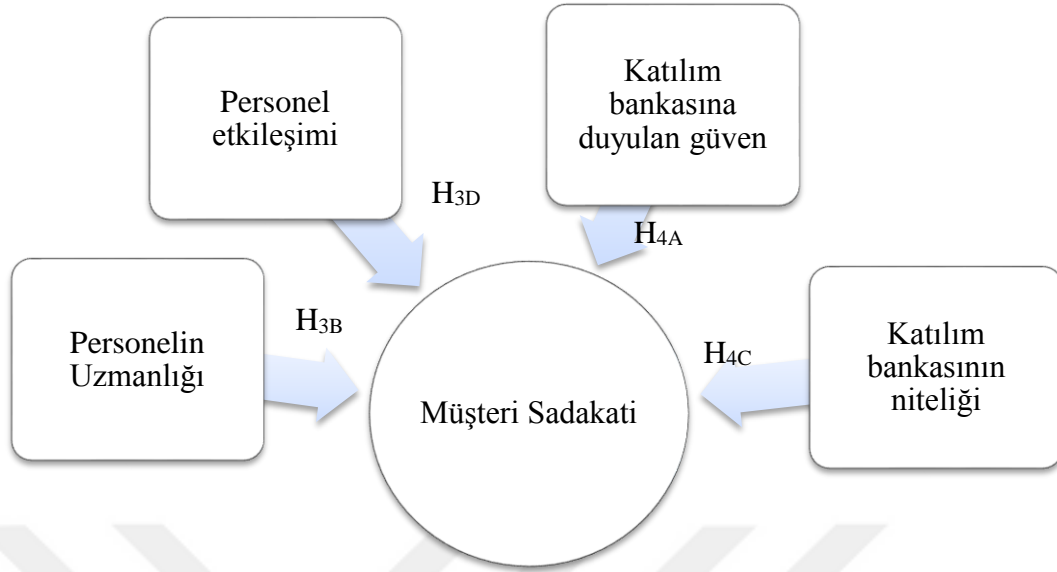 Personel
etkileşimi
Katılım
bankasına
duyulan güven
H3D
H4A
Personelin
Uzmanlığı
H3B
Müşteri Sadakati
H4C
Katılım
bankasının
niteliği